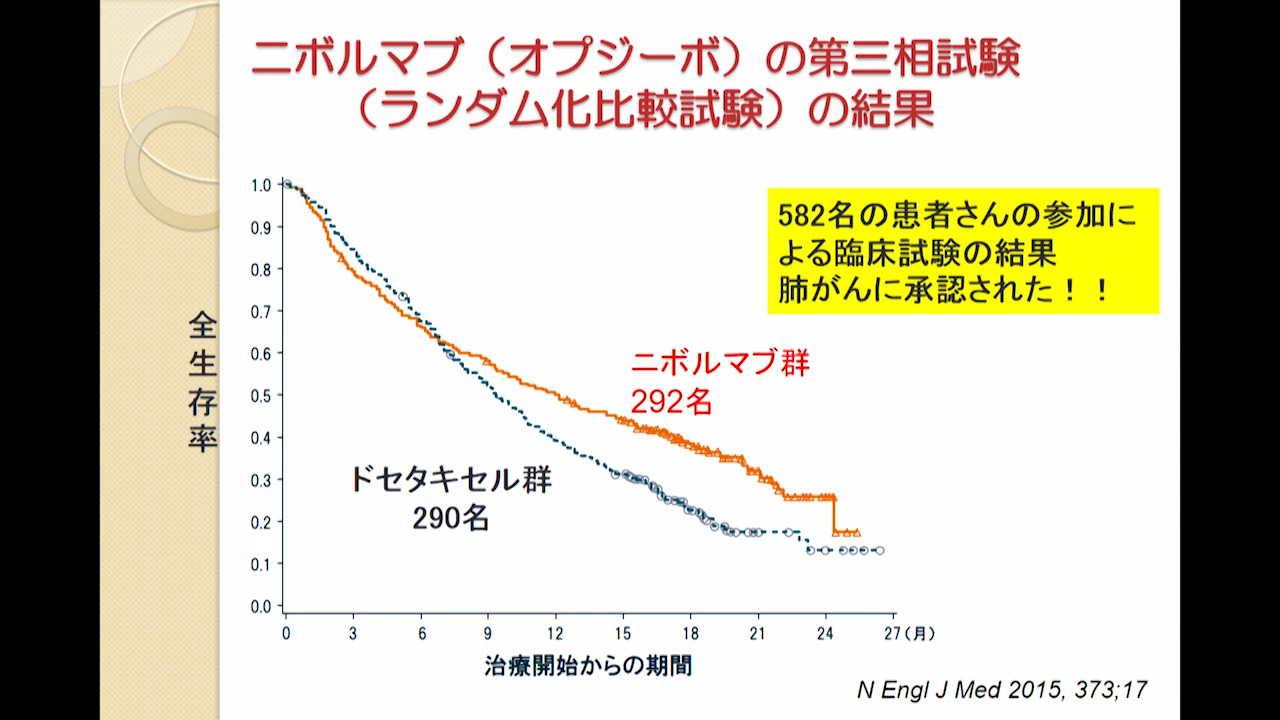 ニボルマブ（オプジーボ）の第三相試験
（ランダム化比較試験）の結果
582名の患者さんの参加に
よる臨床試験の結果
肺がんに承認された！！
全生存率
1.0
0.9
0.8
0.7
0.6
0.5
0.4
0.3
0.2
0.1
0.0
ニボルマブ群
292名
ドセタキセル群
290名
0 3 6 9 12 15 18 21 24 27（月）
治療開始からの期間
N Engl J Med 2015, 373;17